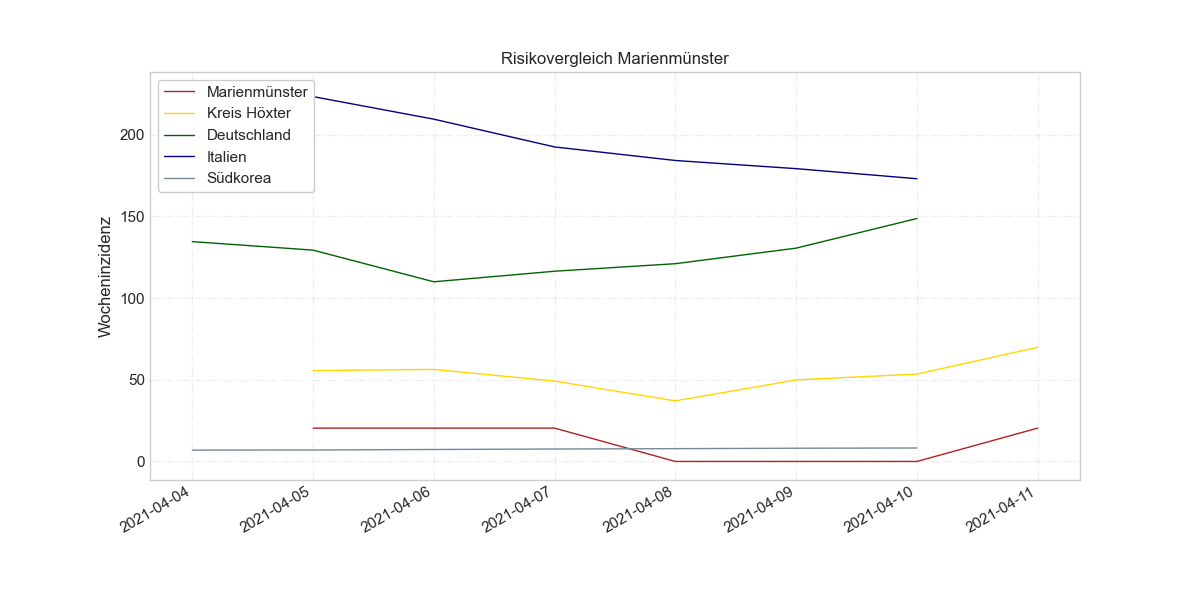 Risikovergleich Marienmünster
Marienmünster
Kreis Höxter
Deutschland
Italien
Südkorea
Wocheninzidenz
200
150
100
50
0
2021-04-04
2021-04-05
2021-04-06
2021-04-07
2021-04-08
2021-04-09
2021-04-10
2021-04-11